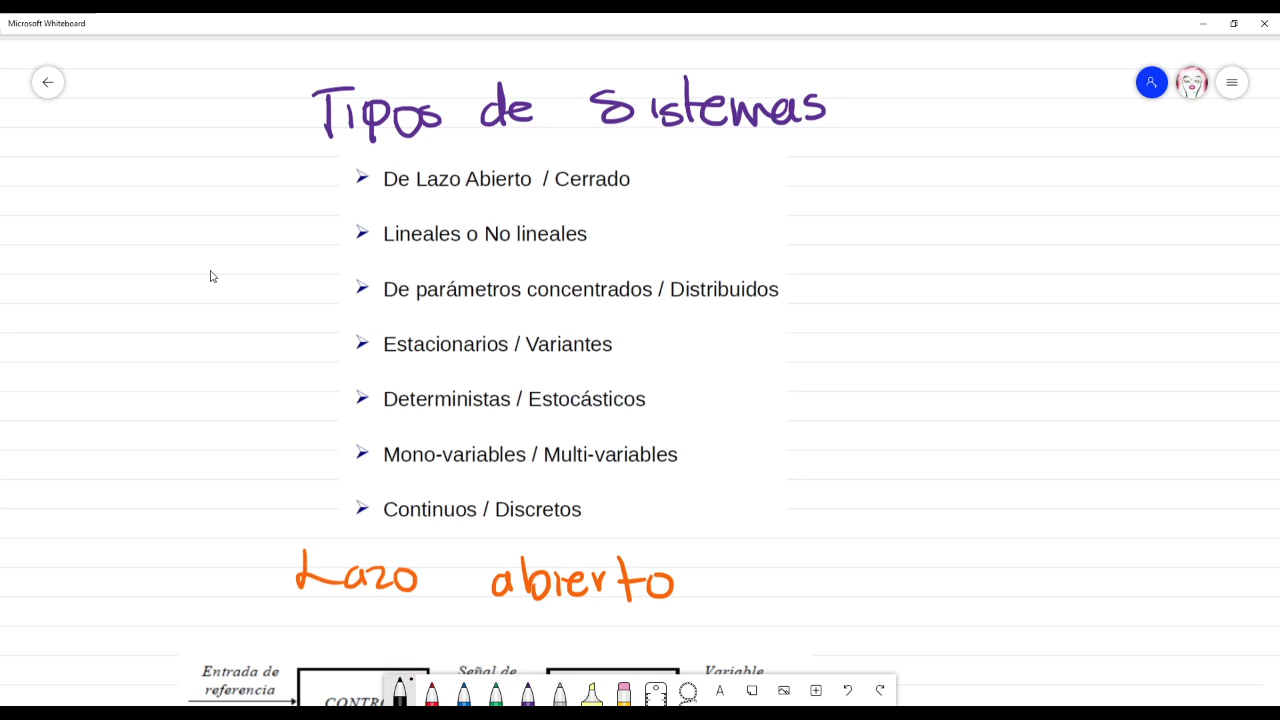 Microsoft Whiteboard
Tipos de Sistemas
De Lazo Abierto / Cerrado
Lineales o No lineales
De parámetros concentrados / Distribuidos
Estacionarios / Variantes
Deterministas / Estocásticos
Mono-variables / Multi-variables
Continuos / Discretos
Lazo abierto
Entrada de referencia
Señal de
Variable
CONTR